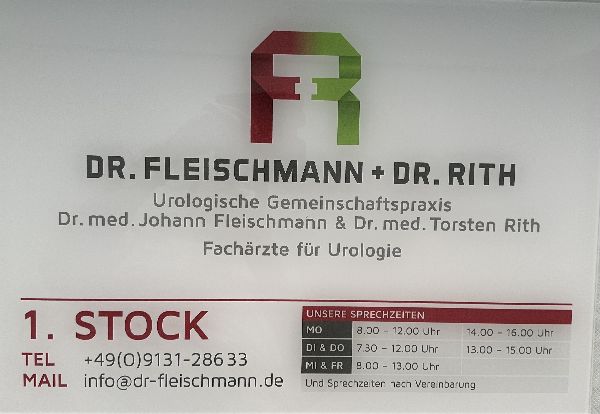 FR
DR. FLEISCHMANN + DR. RITH
Urologische Gemeinschaftspraxis
Dr. med. Johann Fleischmann & Dr. med. Torsten Rith
Fachärzte für Urologie
1. STOCK
TEL +49(0)9131-28633
MAIL info@dr-fleischmann.de
UNSERE SPRECHZEITEN
MO 8.00 - 12.00 Uhr 14.00 - 16.00 Uhr
DI & DO 7.30 - 12.00 Uhr 13.00 - 15.00 Uhr
MI & FR 8.00 - 13.00 Uhr
Und Sprechzeiten nach Vereinbarung